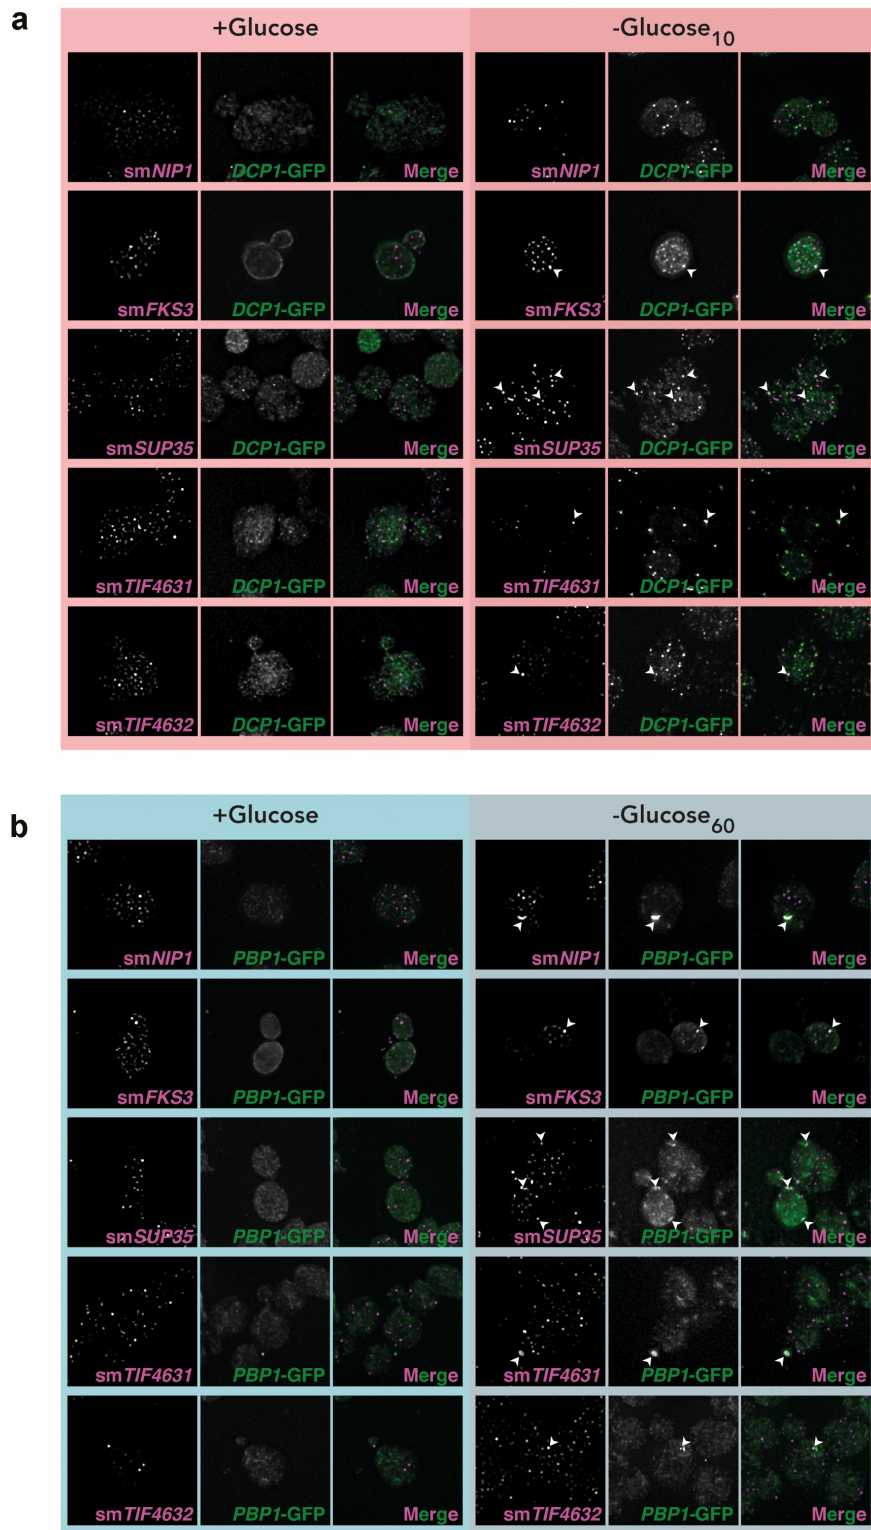 a
+Glucose -Glucose10
smNIP1 DCP1-GFP Merge smNIP1 DCP1-GFP Merge
smFKS3 DCP1-GFP Merge smFKS3 DCP1-GFP Merge
smSUP35 DCP1-GFP Merge smSUP35 DCP1-GFP Merge
smTIF4631 DCP1-GFP Merge smTIF4631 DCP1-GFP Merge
smTIF4632 DCP1-GFP Merge smTIF4632 DCP1-GFP Merge
b
+Glucose -Glucose60
smNIP1 PBP1-GFP Merge smNIP1 PBP1-GFP Merge
smFKS3 PBP1-GFP Merge smFKS3 PBP1-GFP Merge
smSUP35 PBP1-GFP Merge smSUP35 PBP1-GFP Merge
smTIF4631 PBP1-GFP Merge smTIF4631 PBP1-GFP Merge
smTIF4632 PBP1-GFP Merge smTIF4632 PBP1-GFP Merge